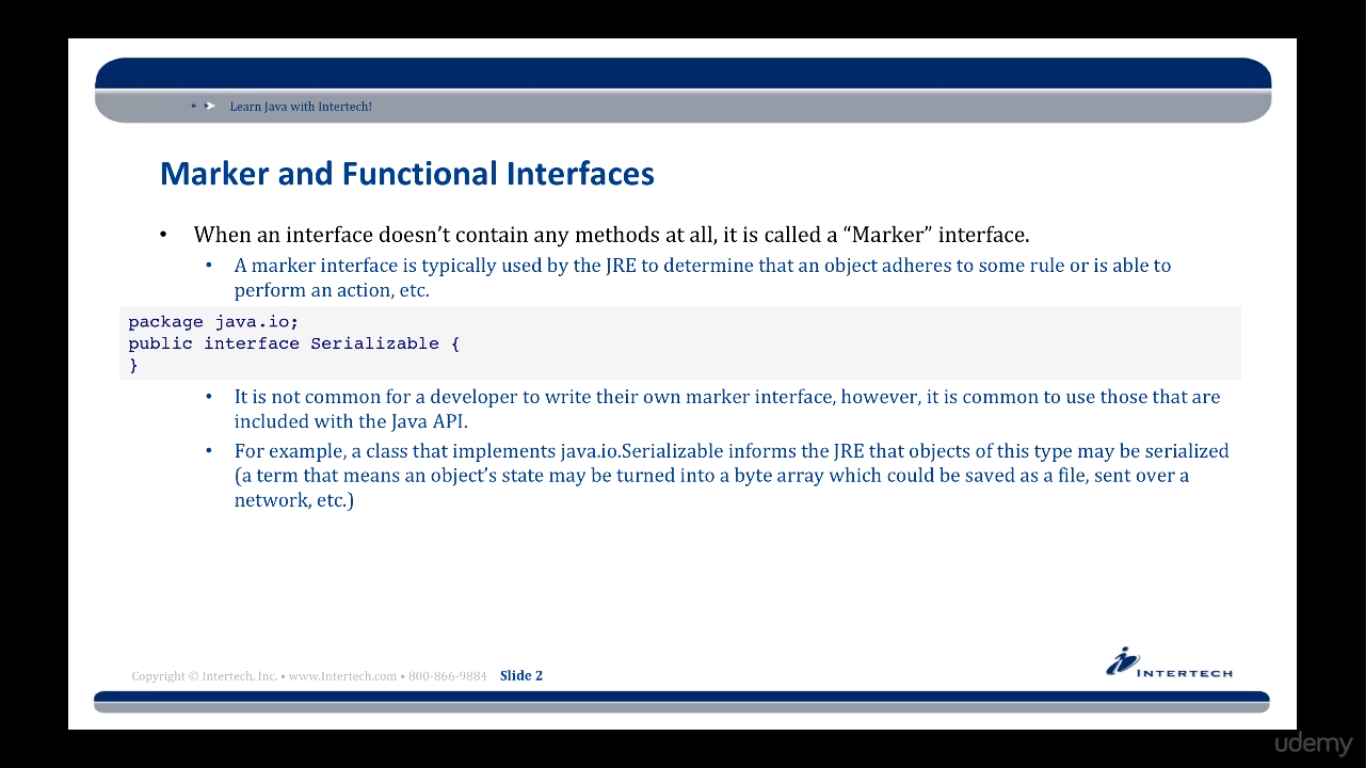 Learn Java with Intertech!
Marker and Functional Interfaces
• When an interface doesn’t contain any methods at all, it is called a “Marker” interface.
• A marker interface is typically used by the JRE to determine that an object adheres to some rule or is able to
perform an action, etc.
package java.io;
public interface Serializable {
}
• It is not common for a developer to write their own marker interface, however, it is common to use those that are
included with the Java API.
• For example, a class that implements java.io.Serializable informs the JRE that objects of this type may be serialized
(a term that means an object’s state may be turned into a byte array which could be saved as a file, sent over a
network, etc.)
Copyright © Intertech, Inc. • www.Intertech.com • 800-866-9884 Slide 2
INTERTECH
udemy